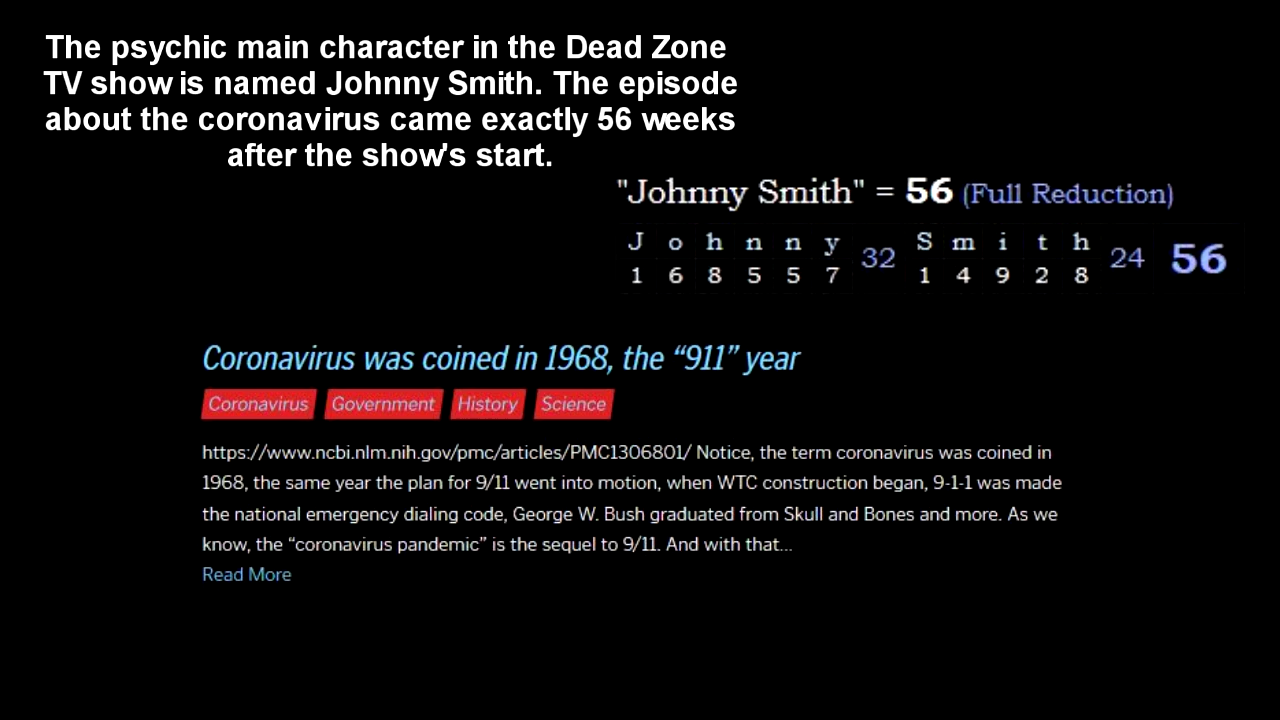 The psychic main character in the Dead Zone
TV show is named Johnny Smith. The episode
about the coronavirus came exactly 56 weeks
after the show's start.
"Johnny Smith" = 56 (Full Reduction)
J o h n n y 32 S m i t h 24 56
1 6 8 5 5 7 1 4 9 2 8
Coronavirus was coined in 1968, the “911” year
Coronavirus Government History Science
https://www.ncbi.nlm.nih.gov/pmc/articles/PMC1306801/ Notice, the term coronavirus was coined in
1968, the same year the plan for 9/11 went into motion, when WTC construction began, 9-1-1 was made
the national emergency dialing code, George W. Bush graduated from Skull and Bones and more. As we
know, the “coronavirus pandemic” is the sequel to 9/11. And with that...
Read More